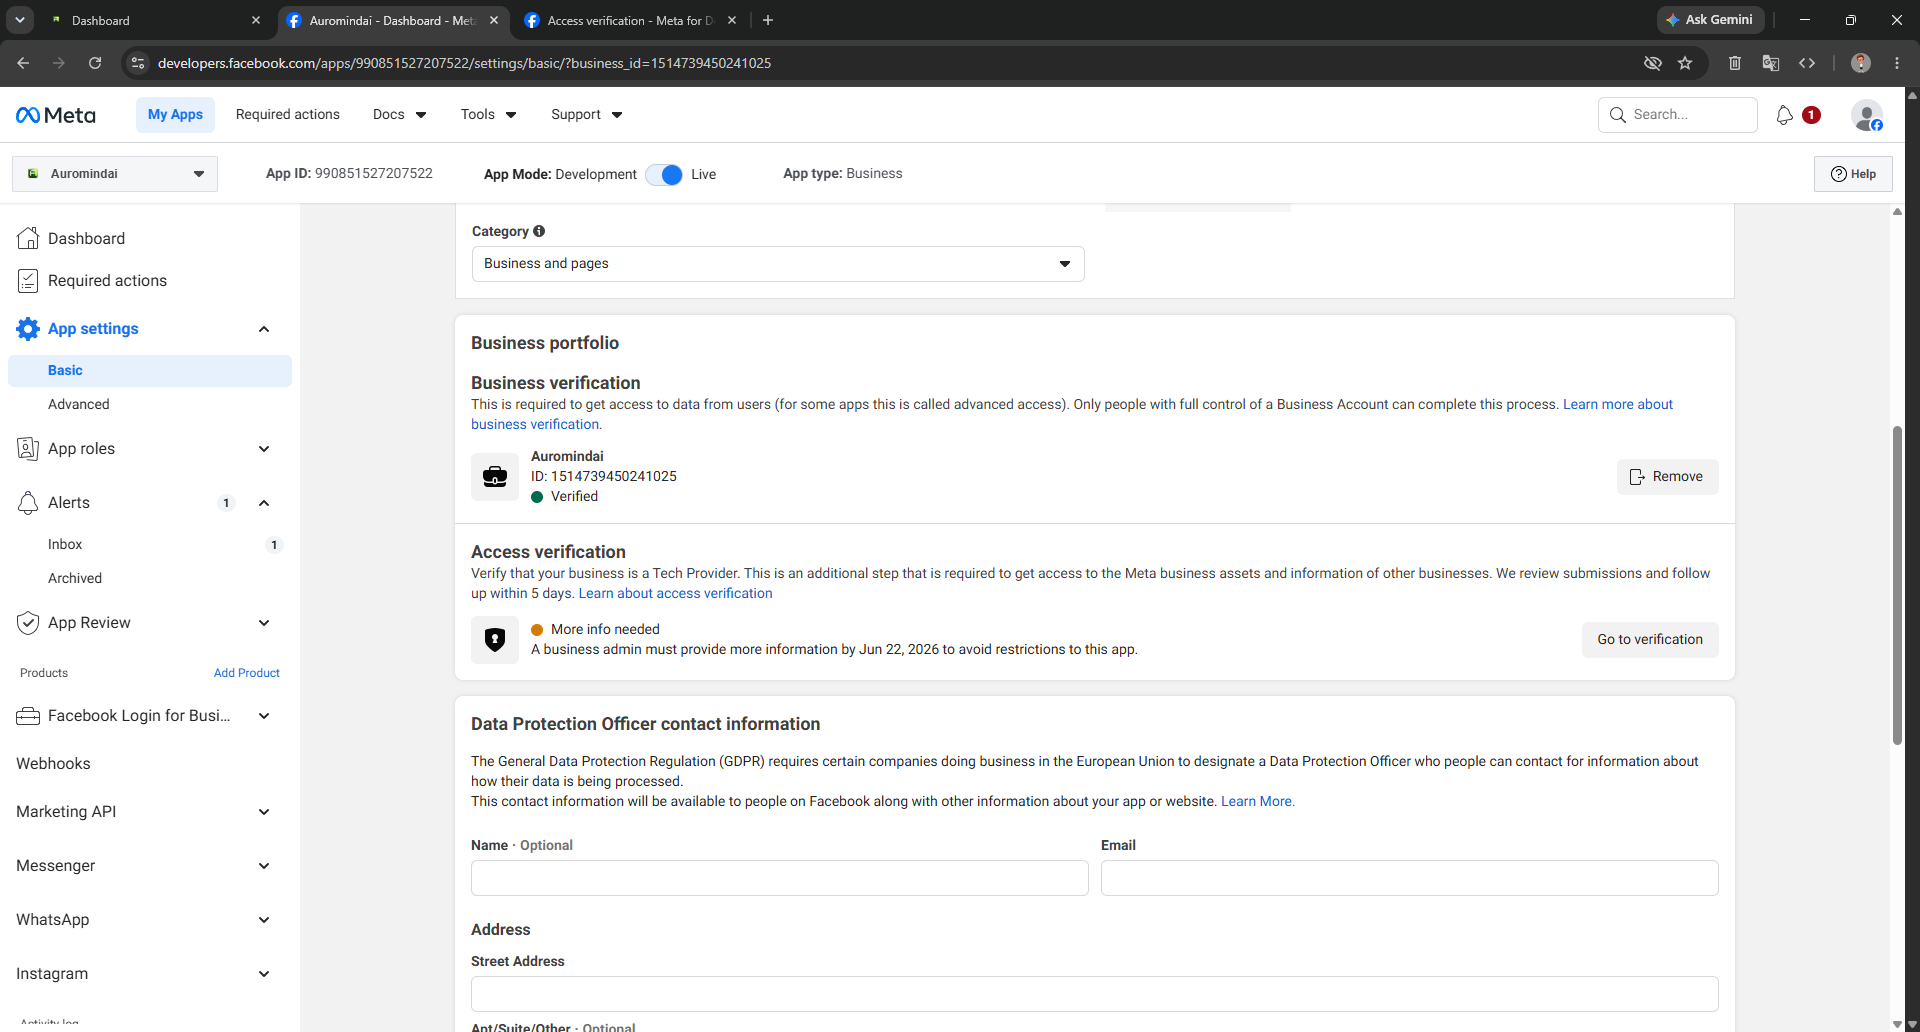 Dashboard
Auromindai - Dashboard - Meta
Access verification - Meta for D
Ask Gemini
developers.facebook.com/apps/990851527207522/settings/basic/?business_id=1514739450241025
Meta
My Apps
Required actions
Docs
Tools
Support
Search...
1
Auromindai
App ID: 990851527207522
App Mode: Development
Live
App type: Business
Help
Dashboard
Required actions
App settings
Basic
Advanced
App roles
Alerts
1
Inbox
1
Archived
App Review
Products
Add Product
Facebook Login for Busi...
Webhooks
Marketing API
Messenger
WhatsApp
Instagram
Activity log
Category
Business and pages
Business portfolio
Business verification
This is required to get access to data from users (for some apps this is called advanced access). Only people with full control of a Business Account can complete this process. Learn more about
business verification.
Auromindai
ID: 1514739450241025
Verified
Remove
Access verification
Verify that your business is a Tech Provider. This is an additional step that is required to get access to the Meta business assets and information of other businesses. We review submissions and follow
up within 5 days. Learn about access verification
More info needed
A business admin must provide more information by Jun 22, 2026 to avoid restrictions to this app.
Go to verification
Data Protection Officer contact information
The General Data Protection Regulation (GDPR) requires certain companies doing business in the European Union to designate a Data Protection Officer who people can contact for information about
how their data is being processed.
This contact information will be available to people on Facebook along with other information about your app or website. Learn More.
Name · Optional
Email
Address
Street Address
Apt/Suite/Other · Optional